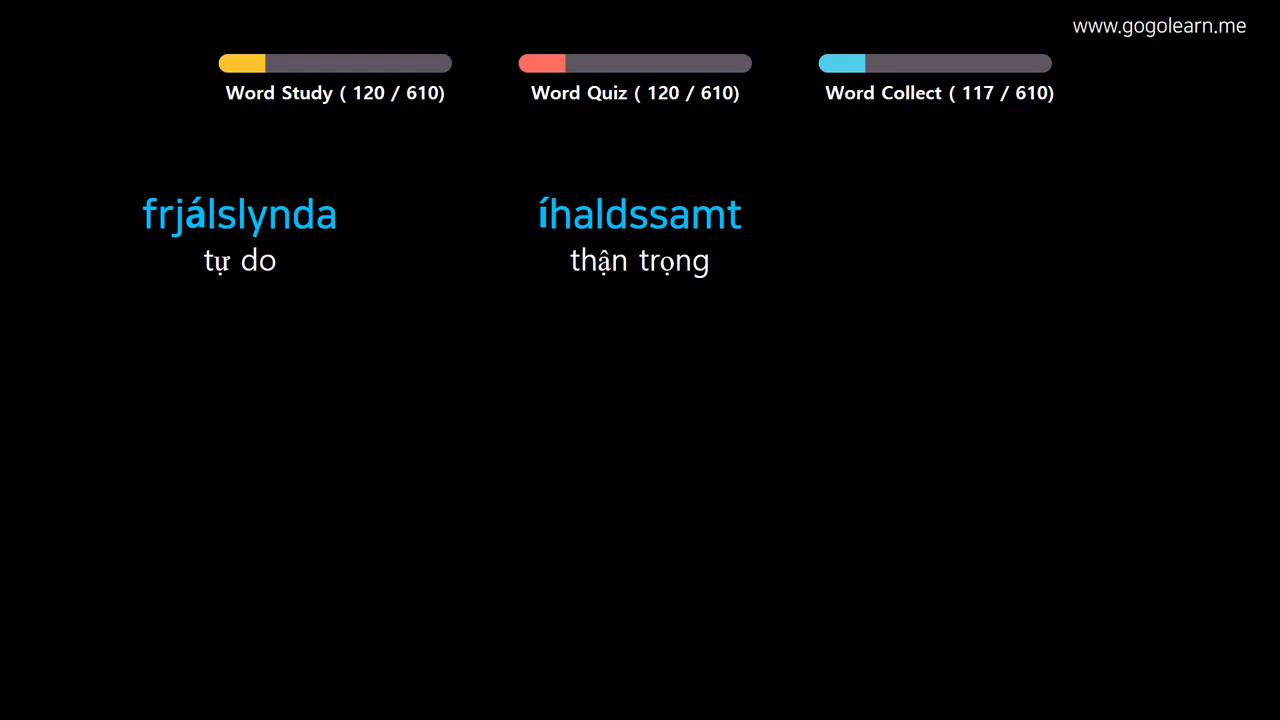 www.gogolearn.me
Word Study ( 120 / 610)
Word Quiz ( 120 / 610)
Word Collect ( 117 / 610)
frjálslynda
tự do
íhaldssamt
thận trọng